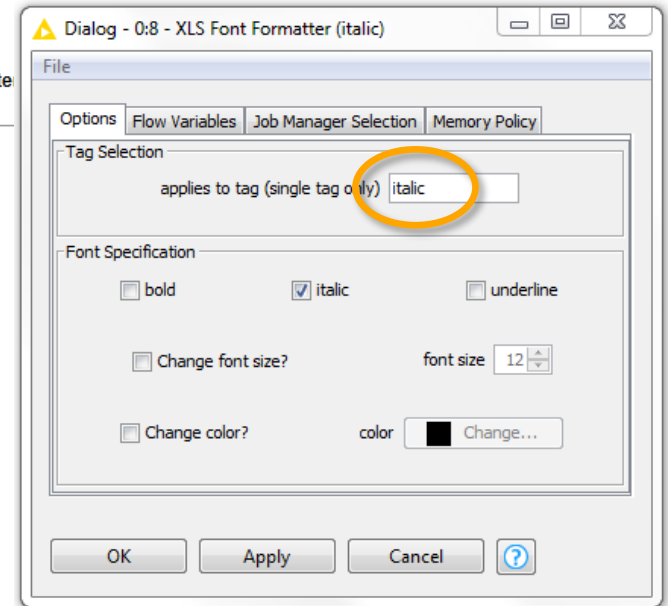 Dialog - 0:8 - XLS Font Formatter (italic)
File
Options Flow Variables Job Manager Selection Memory Policy
Tag Selection
applies to tag (single tag only) italic
Font Specification
bold italic underline
Change font size? font size 12
Change color? color Change...
OK Apply Cancel ?